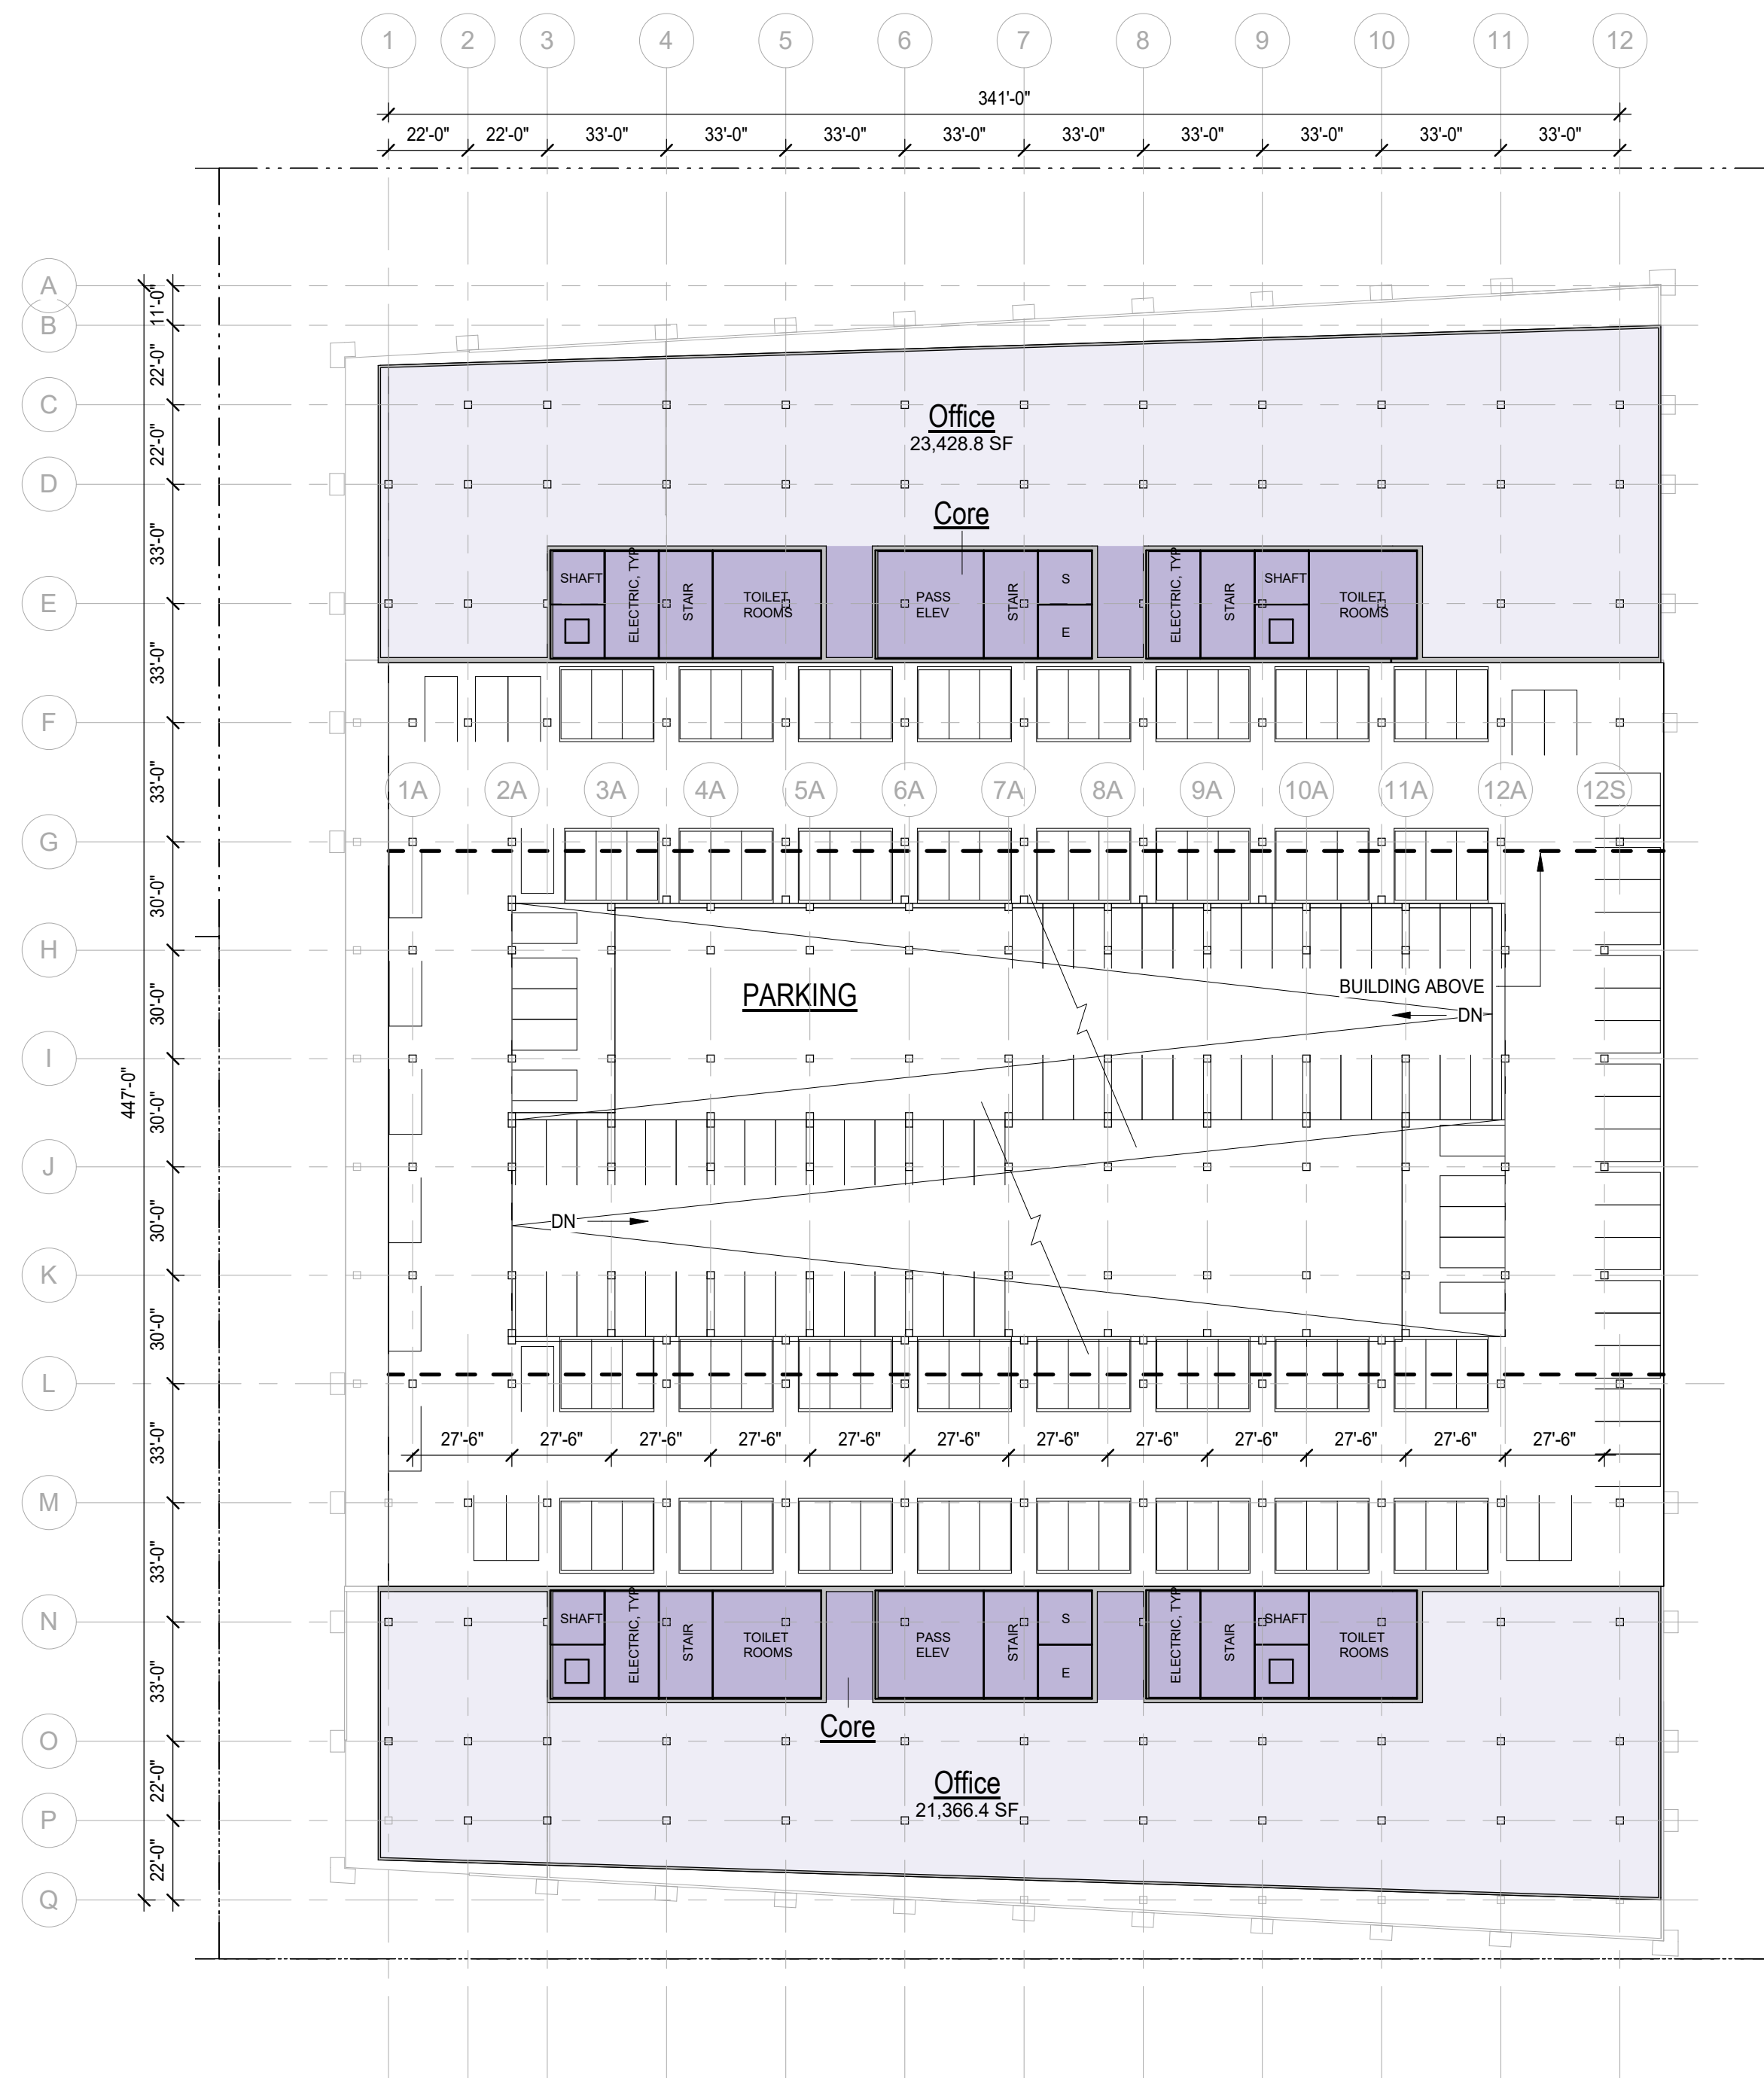 1 2 3 4 5 6 7 8 9 10 11 12
341'-0"
22'-0" 22'-0" 33'-0" 33'-0" 33'-0" 33'-0" 33'-0" 33'-0" 33'-0" 33'-0" 33'-0"
A
11'-0"
B
22'-0"
C
Office
23,428.8 SF
22'-0"
D
Core
33'-0"
SHAFT ELECTRIC, TYP STAIR TOILET ROOMS
PASS ELEV STAIR S E
ELECTRIC, TYP STAIR SHAFT TOILET ROOMS
E
33'-0"
F
33'-0"
1A 2A 3A 4A 5A 6A 7A 8A 9A 10A 11A 12A 12S
G
30'-0"
H
PARKING
BUILDING ABOVE
30'-0"
DN
I
447'-0"
30'-0"
J
30'-0"
DN
K
30'-0"
L
33'-0"
27'-6" 27'-6" 27'-6" 27'-6" 27'-6" 27'-6" 27'-6" 27'-6" 27'-6" 27'-6" 27'-6" 27'-6"
M
33'-0"
N
SHAFT ELECTRIC, TYP STAIR TOILET ROOMS
PASS ELEV STAIR S E
ELECTRIC, TYP STAIR SHAFT TOILET ROOMS
33'-0"
Core
O
22'-0"
Office
21,366.4 SF
P
22'-0"
Q